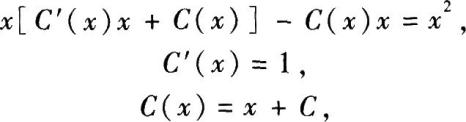 x[C′(x)x + C(x)] − C(x)x = x²,
C′(x) = 1,
C(x) = x + C,